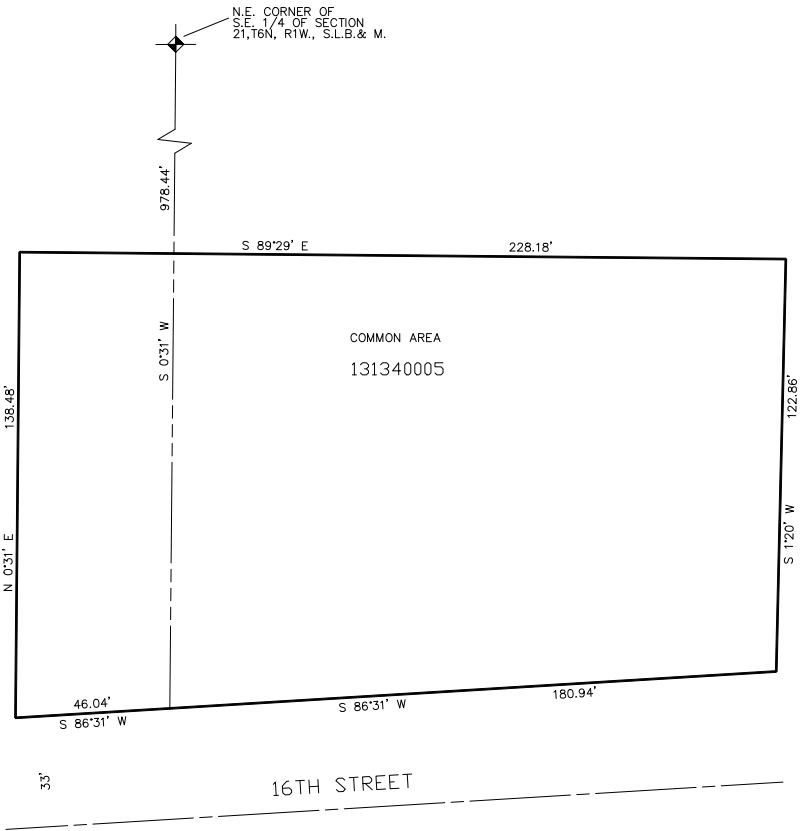 N.E. CORNER OF
S.E. 1/4 OF SECTION
21,T6N, R1W., S.L.B.& M.
978.44'
S 89°29' E
228.18'
S 0°31' W
COMMON AREA
131340005
138.48'
N 0°31' E
122.86'
S 1°20' W
46.04'
S 86°31' W
S 86°31' W
180.94'
33'
16TH STREET